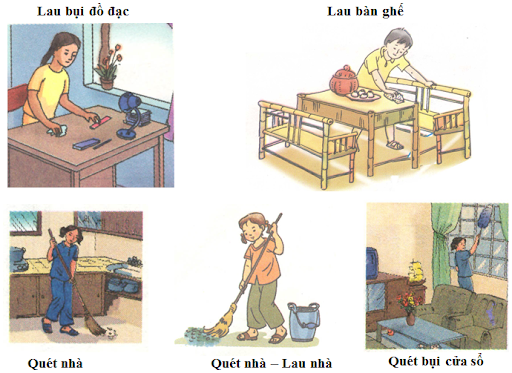 Lau bụi đồ đạc
Lau bàn ghế
Quét nhà
Quét nhà – Lau nhà
Quét bụi cửa sổ